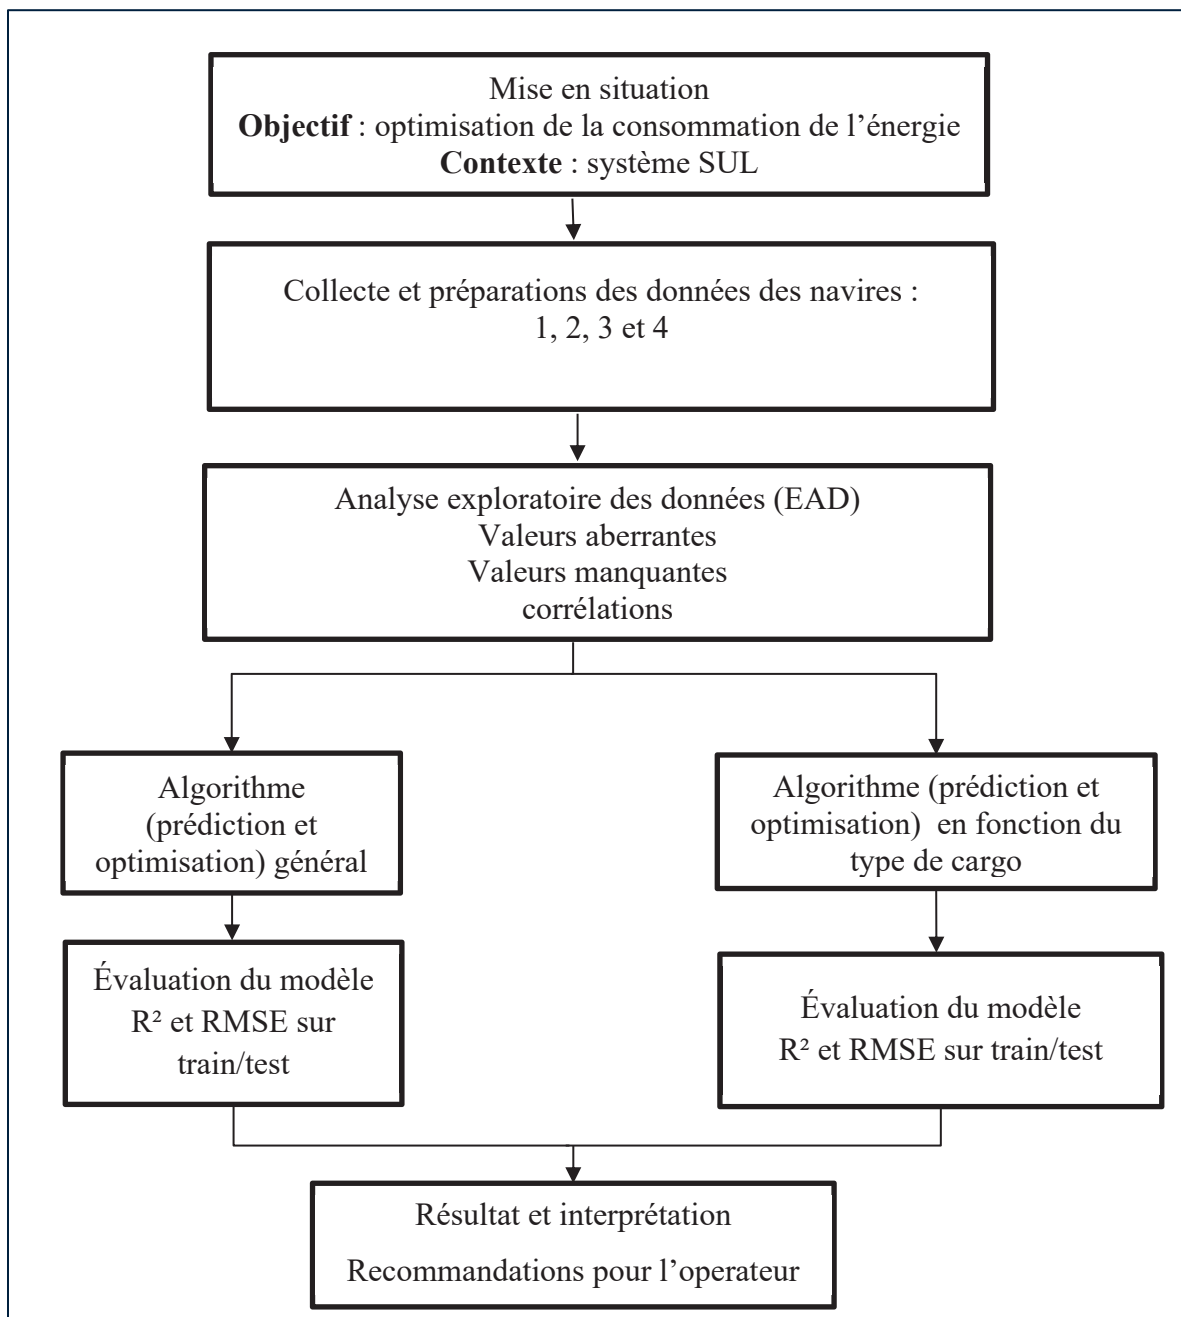 Mise en situation
Objectif : optimisation de la consommation de l’énergie
Contexte : système SUL
Collecte et préparations des données des navires :
1, 2, 3 et 4
Analyse exploratoire des données (EAD)
Valeurs aberrantes
Valeurs manquantes
corrélations
Algorithme
(prédiction et
optimisation) général
Algorithme (prédiction et
optimisation) en fonction du
type de cargo
Évaluation du modèle
R² et RMSE sur
train/test
Évaluation du modèle
R² et RMSE sur train/test
Résultat et interprétation
Recommandations pour l’operateur